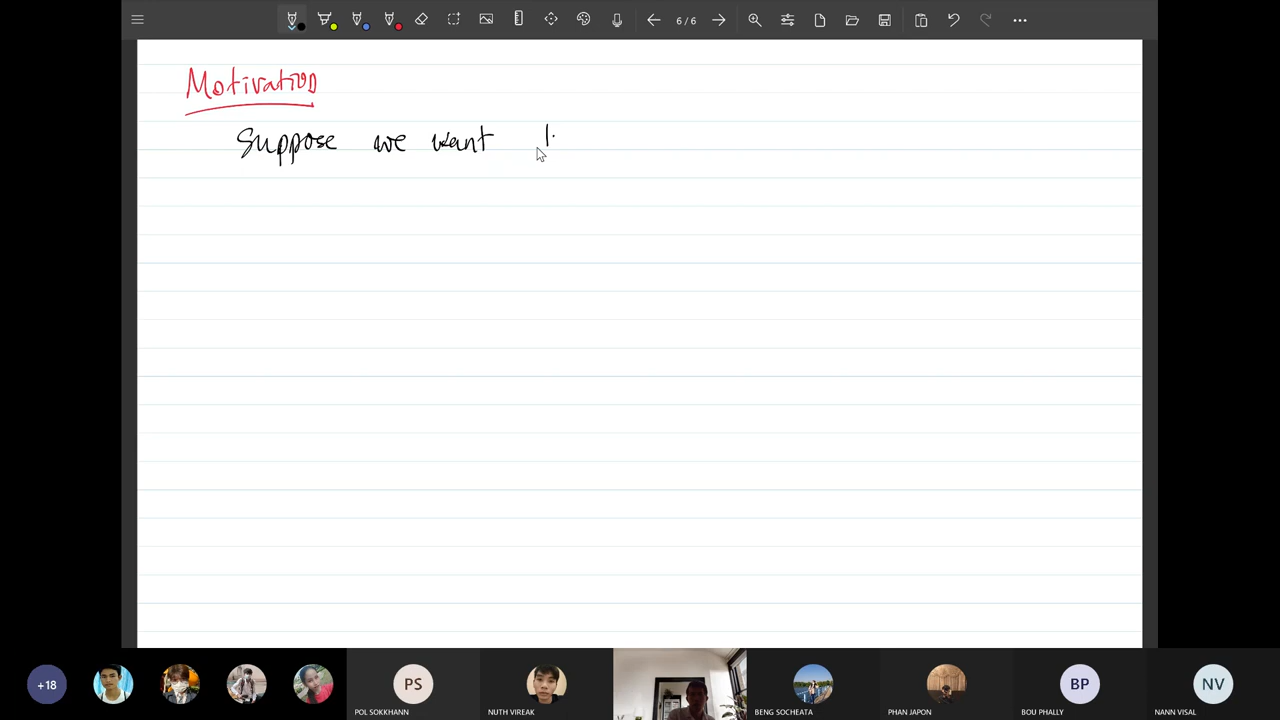 6/6
Motivation
Suppose we want
+18
PS
POL SOKKHANN
NUTH VIREAK
BENG SOCHEATA
PHAN JAPON
BP
BOU PHALLY
NV
NANN VISAL